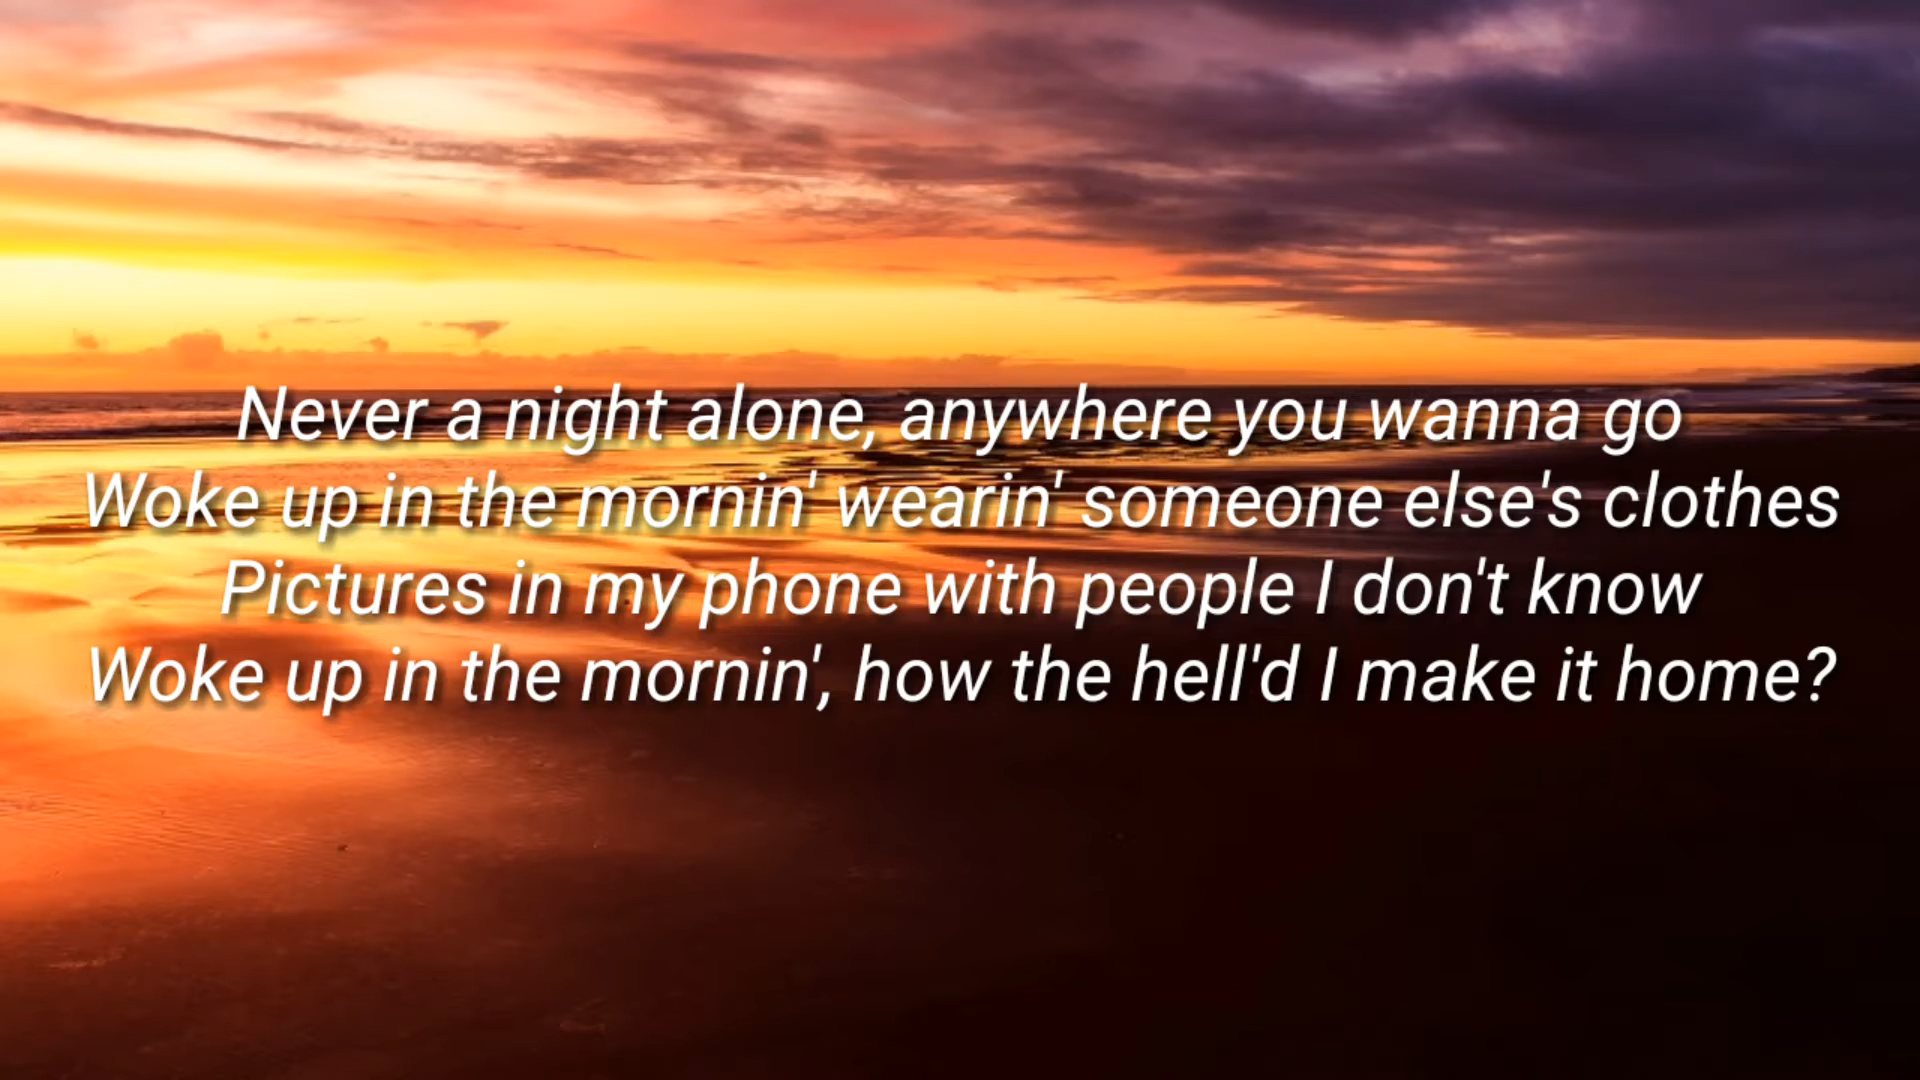 Never a night alone, anywhere you wanna go
Woke up in the mornin' wearin' someone else's clothes
Pictures in my phone with people I don't know
Woke up in the mornin', how the hell'd I make it home?